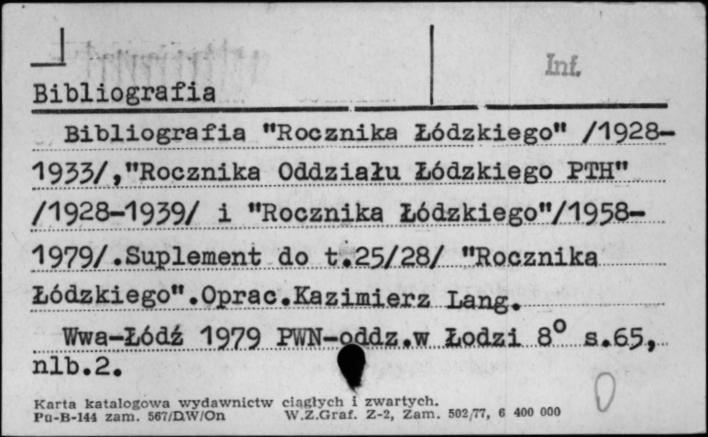 Inf.
Bibliografia
Bibliografia "Rocznika Łódzkiego" /1928-
1933/,"Rocznika Oddziału Łódzkiego PTH"
/1928-1939/ i "Rocznika Łódzkiego"/1958-
1979/.Suplement do t.25/28/ "Rocznika
Łódzkiego".Oprac.Kazimierz Lang.
Wwa-Łódź 1979 PWN-oddz.w Łodzi 8° s.65,
nlb.2.
Karta katalogowa wydawnictw ciągłych i zwartych.
Pu-B-144 zam. 567/DW/On W.Z.Graf. Z-2, Zam. 502/77, 6 400 000